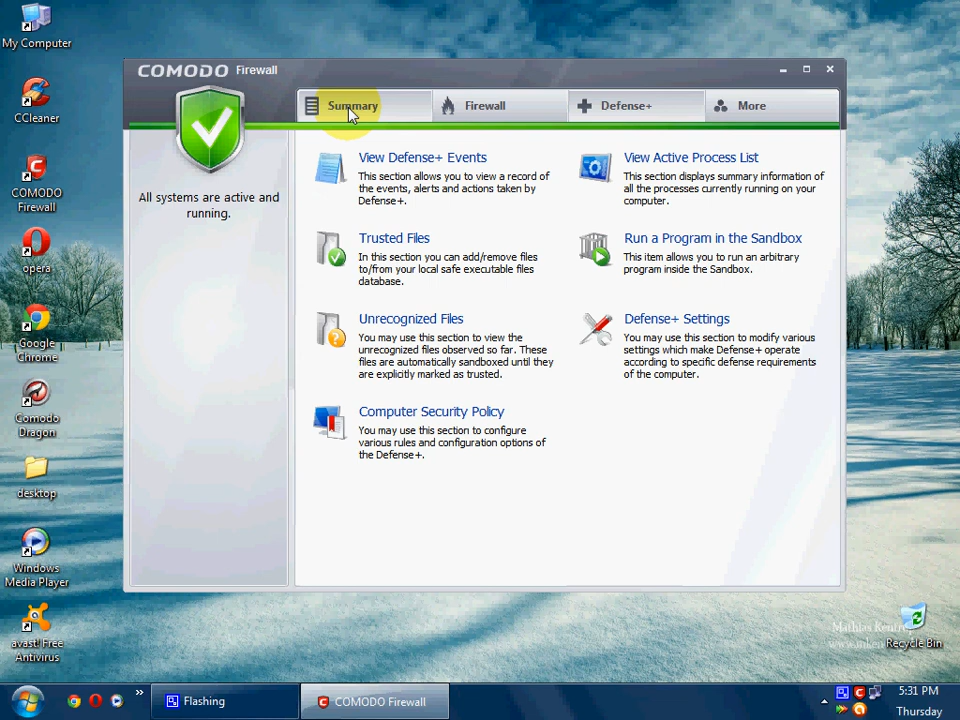 My Computer
CCleaner
COMODO
Firewall
opera
Google
Chrome
Comodo
Dragon
desktop
Windows
Media Player
avast! Free
Antivirus
COMODO Firewall
Summary
Firewall
Defense+
More
All systems are active and
running.
View Defense+ Events
This section allows you to view a record of
the events, alerts and actions taken by
Defense+.
Trusted Files
In this section you can add/remove files
to/from your local safe executable files
database.
Unrecognized Files
You may use this section to view the
unrecognized files observed so far. These
files are automatically sandboxed until they
are explicitly marked as trusted.
Computer Security Policy
You may use this section to configure
various rules and configuration options of
the Defense+.
View Active Process List
This section displays summary information of
all the processes currently running on your
computer.
Run a Program in the Sandbox
This item allows you to run an arbitrary
program inside the Sandbox.
Defense+ Settings
You may use this section to modify various
settings which make Defense+ operate
according to specific defense requirements
of the computer.
Mathias
Recycle Bin
Flashing
COMODO Firewall
5:31 PM
Thursday